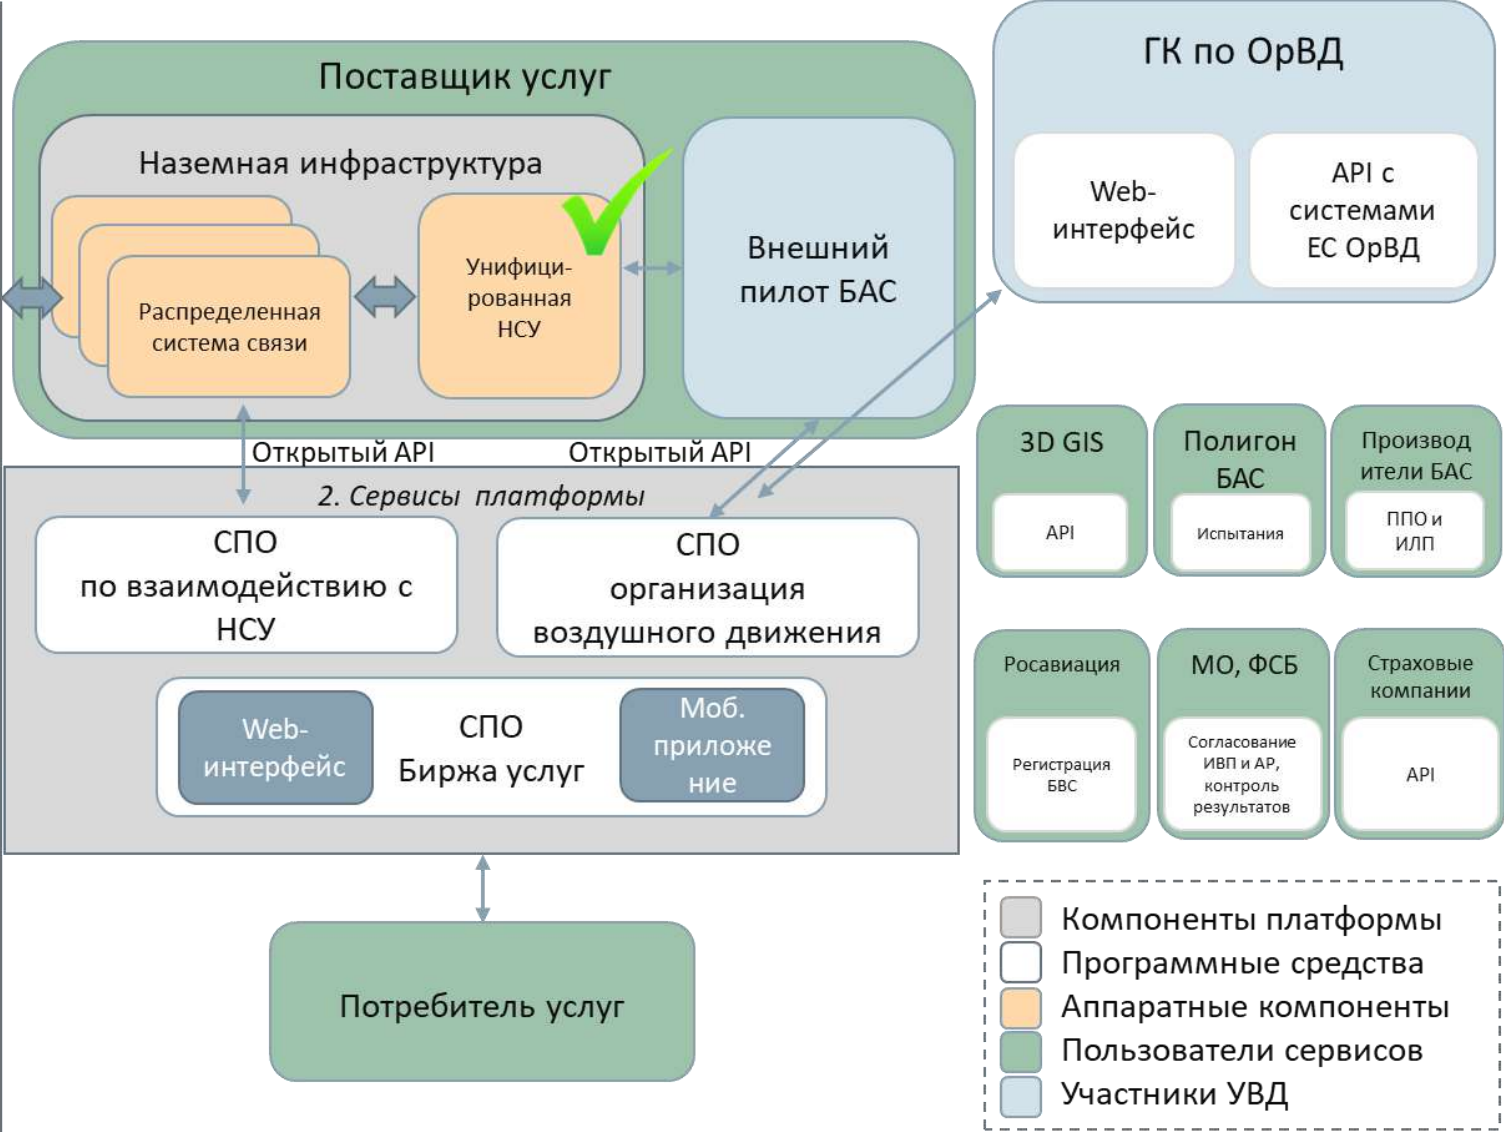 Поставщик услуг
Наземная инфраструктура
Распределенная
система связи
Унифици-
рованная
НСУ
Внешний
пилот БАС
ГК по ОрВД
Web-
интерфейс
API с
системами
ЕС ОрВД
Открытый API
Открытый API
2. Сервисы платформы
СПО
по взаимодействию с
НСУ
СПО
организация
воздушного движения
Web-
интерфейс
СПО
Биржа услуг
Моб.
приложе
ние
Потребитель услуг
3D GIS
API
Полигон
БАС
Испытания
Производ
ители БАС
ППО и
ИЛП
Росавиация
Регистрация
БВС
МО, ФСБ
Согласование
ИВП и АР,
контроль
результатов
Страховые
компании
API
Компоненты платформы
Программные средства
Аппаратные компоненты
Пользователи сервисов
Участники УВД